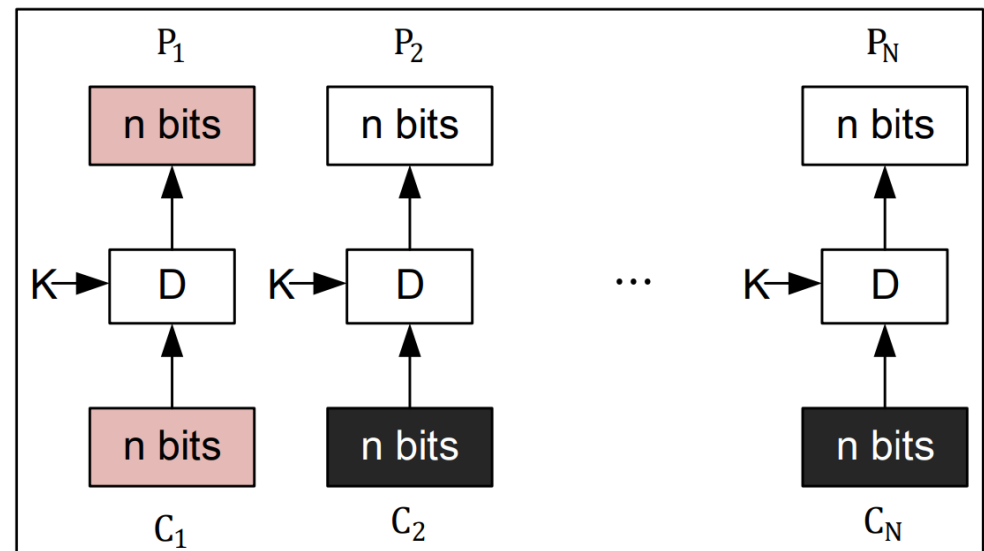 P1 P2 PN
n bits n bits n bits
K D K D ... K D
n bits n bits n bits
C1 C2 CN